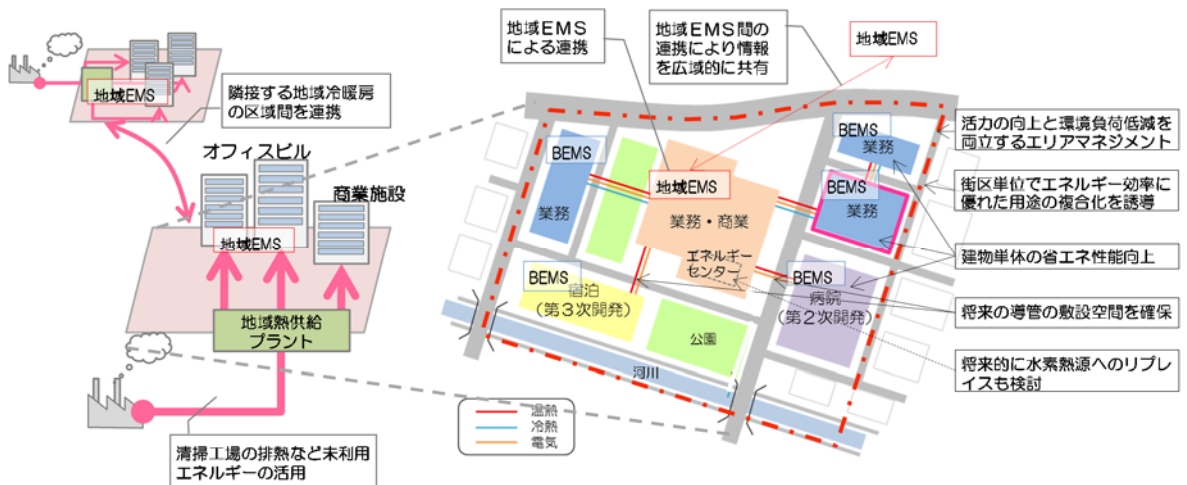 地域EMS
隣接する地域冷暖房
の区域間を連携
オフィスビル
商業施設
地域EMS
地域熱供給
プラント
清掃工場の排熱など未利用
エネルギーの活用
地域EMS
による連携
地域EMS間の
連携により情報
を広域的に共有
地域EMS
BEMS
業務
BEMS
業務
BEMS
業務
地域EMS
業務・商業
エネルギー
センター
BEMS
宿泊
(第3次開発)
BEMS
病院
(第2次開発)
公園
河川
温熱
冷熱
電気
活力の向上と環境負荷低減を
両立するエリアマネジメント
街区単位でエネルギー効率に
優れた用途の複合化を誘導
建物単体の省エネ性能向上
将来の導管の敷設空間を確保
将来的に水素熱源へのリプレ
イスも検討